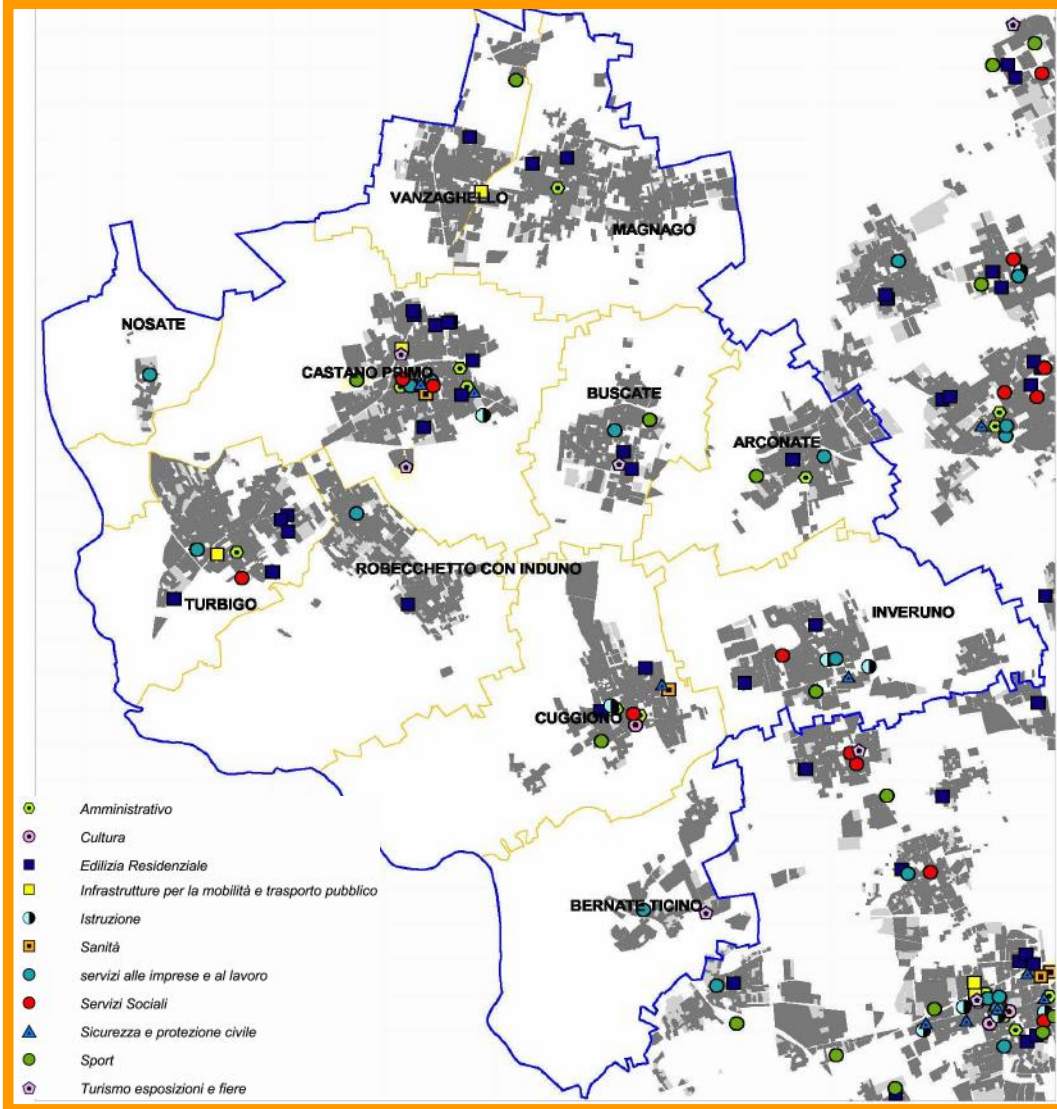 VANZAGHELLO
MAGNAGO
NOSATE
CASTANO PRIMO
BUSCATE
ARCONATE
ROBECCHETTO CON INDUNO
TURBIGO
INVERUNO
CUGGIONO
BERNATE TICINO
Amministrativo
Cultura
Edilizia Residenziale
Infrastrutture per la mobilità e trasporto pubblico
Istruzione
Sanità
servizi alle imprese e al lavoro
Servizi Sociali
Sicurezza e protezione civile
Sport
Turismo esposizioni e fiere